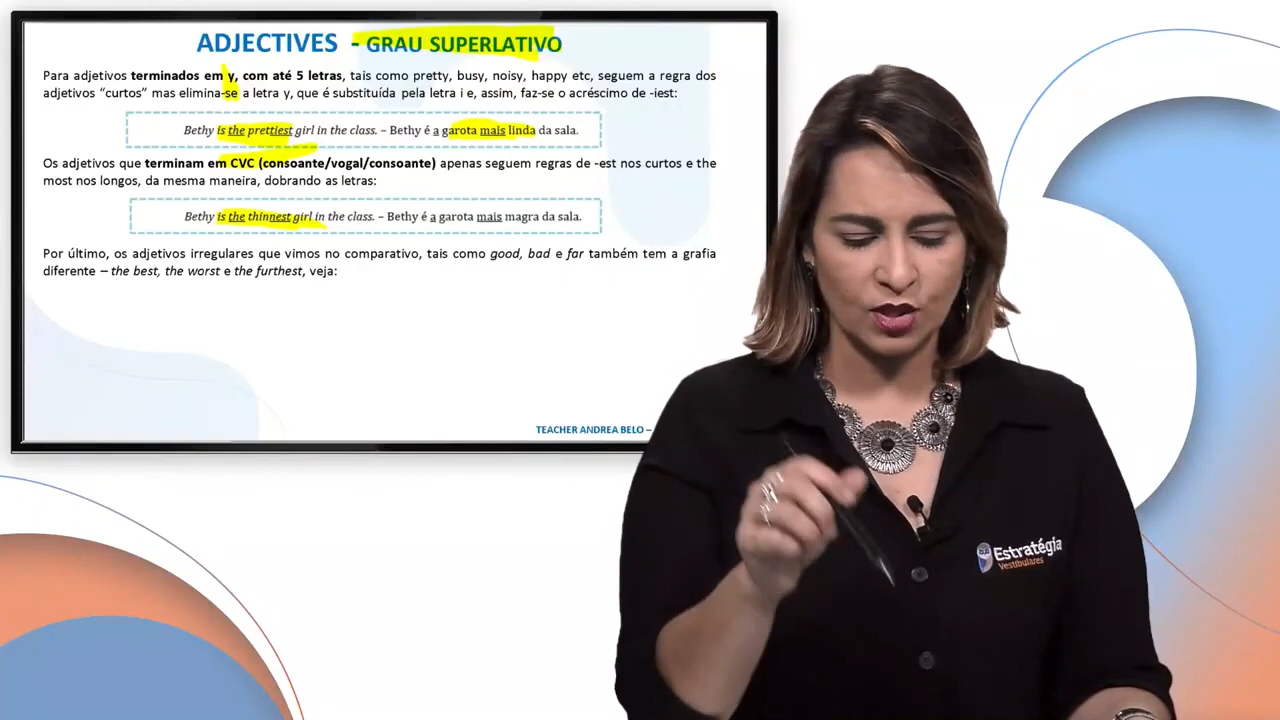 ADJECTIVES - GRAU SUPERLATIVO
Para adjetivos terminados em y, com até 5 letras, tais como pretty, busy, noisy, happy etc, seguem a regra dos
adjetivos “curtos” mas elimina-se a letra y, que é substituída pela letra i e, assim, faz-se o acréscimo de -iest:
Bethy is the prettiest girl in the class. – Bethy é a garota mais linda da sala.
Os adjetivos que terminam em CVC (consoante/vogal/consoante) apenas seguem regras de -est nos curtos e the
most nos longos, da mesma maneira, dobrando as letras:
Bethy is the thinnest girl in the class. – Bethy é a garota mais magra da sala.
Por último, os adjetivos irregulares que vimos no comparativo, tais como good, bad e far também tem a grafia
diferente – the best, the worst e the furthest, veja:
TEACHER ANDREA BELO –
Estratégia
Vestibulares